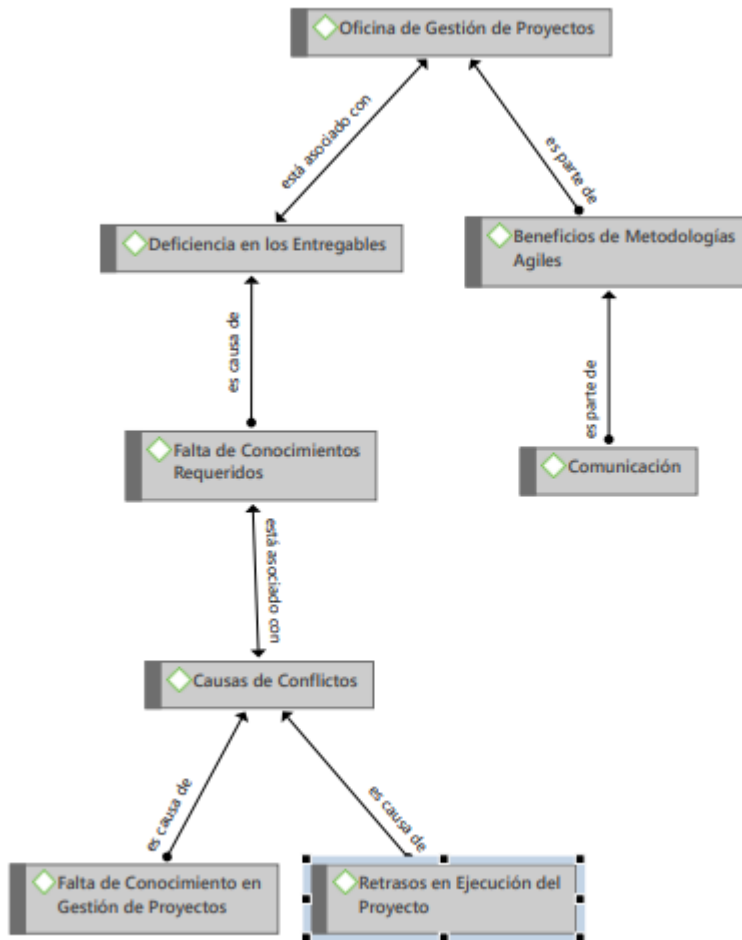 Oficina de Gestión de Proyectos
está asociado con
es parte de
Deficiencia en los Entregables
Beneficios de Metodologías
Agiles
es causa de
es parte de
Falta de Conocimientos
Requeridos
Comunicación
está asociado con
Causas de Conflictos
es causa de
es causa de
Falta de Conocimiento en
Gestión de Proyectos
Retrasos en Ejecución del
Proyecto